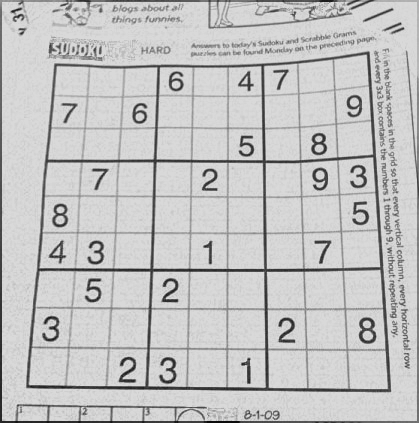 blogs about all
things funnies.
SUDOKU HARD
Answers to today's Sudoku and Scrabble Grams
puzzles can be found Monday on the preceding page.
6 4 7
7 6 9
5 8
7 2 9 3
8 5
4 3 1 7
5 2
3 2 8
2 3 1
Fill in the blank spaces in the grid so that every vertical column, every horizontal row
and every 3x3 box contains the numbers 1 through 9, without repeating any.
1 2 3
8-1-09